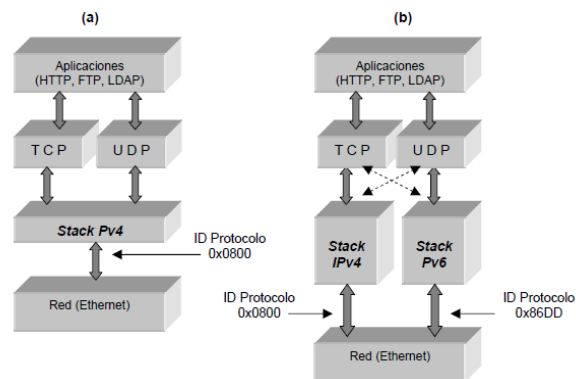 (a)
Aplicaciones
(HTTP, FTP, LDAP)
T C P
U D P
Stack Pv4
ID Protocolo
0x0800
Red (Ethernet)
(b)
Aplicaciones
(HTTP, FTP, LDAP)
T C P
U D P
Stack
IPv4
Stack
Pv6
ID Protocolo
0x0800
ID Protocolo
0x86DD
Red (Ethernet)